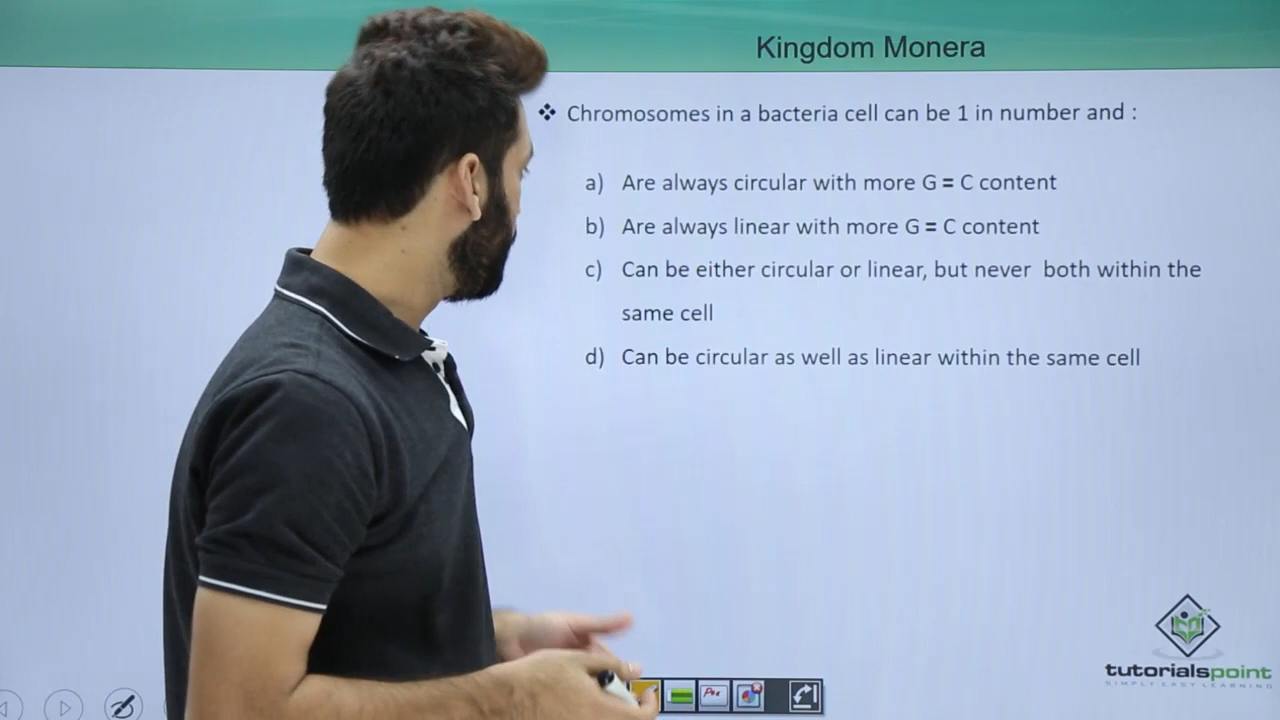 Kingdom Monera
❖ Chromosomes in a bacteria cell can be 1 in number and :
a) Are always circular with more G = C content
b) Are always linear with more G = C content
c) Can be either circular or linear, but never both within the
same cell
d) Can be circular as well as linear within the same cell
tutorialspoint
SIMPLY EASY LEARNING